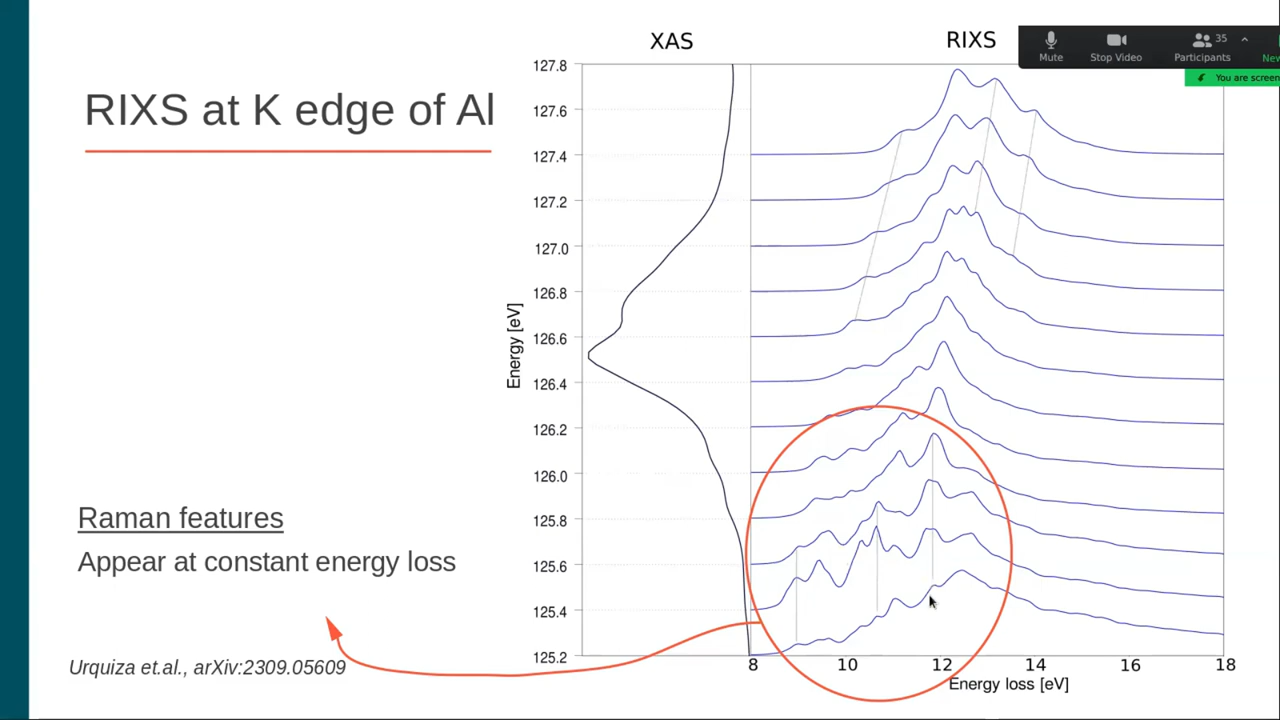 XAS
RIXS
35
Mute
Stop Video
Participants
New
You are screen
RIXS at K edge of Al
127.8
127.6
127.4
127.2
127.0
126.8
126.6
126.4
126.2
126.0
125.8
125.6
125.4
125.2
Energy [eV]
8
10
12
14
16
18
Energy loss [eV]
Raman features
Appear at constant energy loss
Urquiza et.al., arXiv:2309.05609